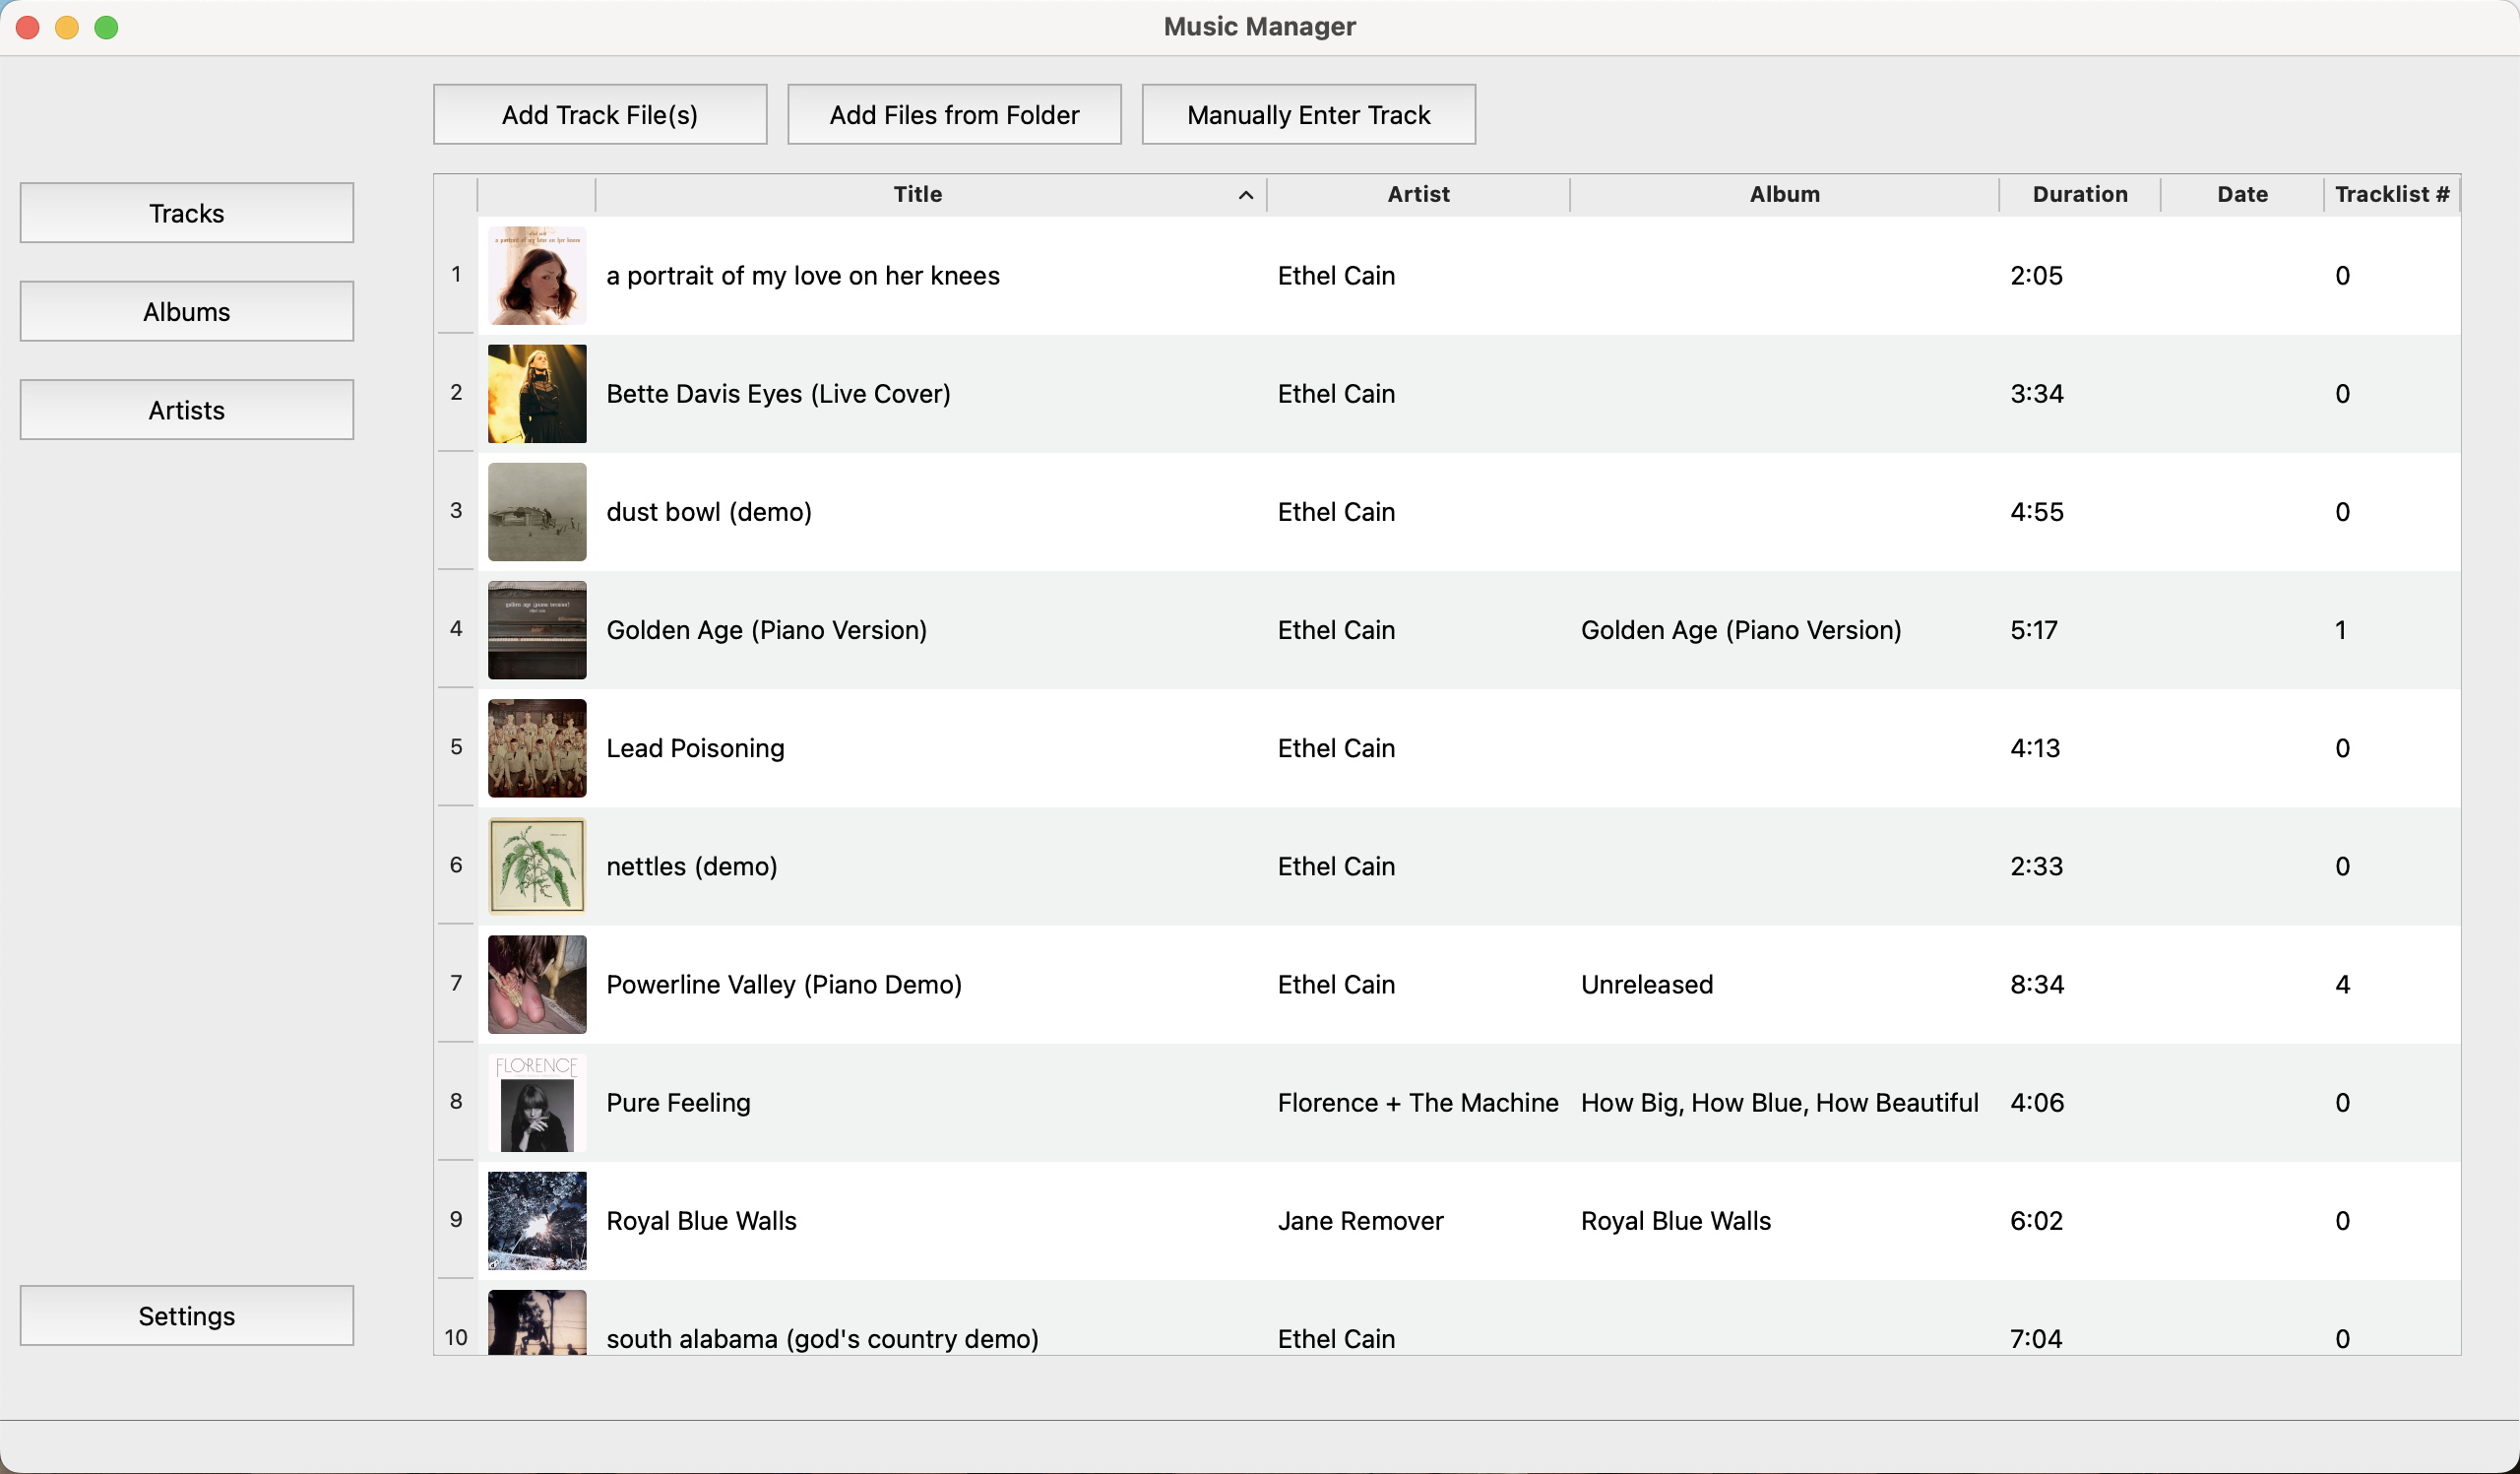 Music Manager
Add Track File(s) Add Files from Folder Manually Enter Track
Tracks
Albums
Artists
Settings
Title Artist Album Duration Date Tracklist #
1 a portrait of my love on her knees Ethel Cain 2:05 0
2 Bette Davis Eyes (Live Cover) Ethel Cain 3:34 0
3 dust bowl (demo) Ethel Cain 4:55 0
4 Golden Age (Piano Version) Ethel Cain Golden Age (Piano Version) 5:17 1
5 Lead Poisoning Ethel Cain 4:13 0
6 nettles (demo) Ethel Cain 2:33 0
7 Powerline Valley (Piano Demo) Ethel Cain Unreleased 8:34 4
FLORENCE
8 Pure Feeling Florence + The Machine How Big, How Blue, How Beautiful 4:06 0
9 Royal Blue Walls Jane Remover Royal Blue Walls 6:02 0
10 south alabama (god's country demo) Ethel Cain 7:04 0